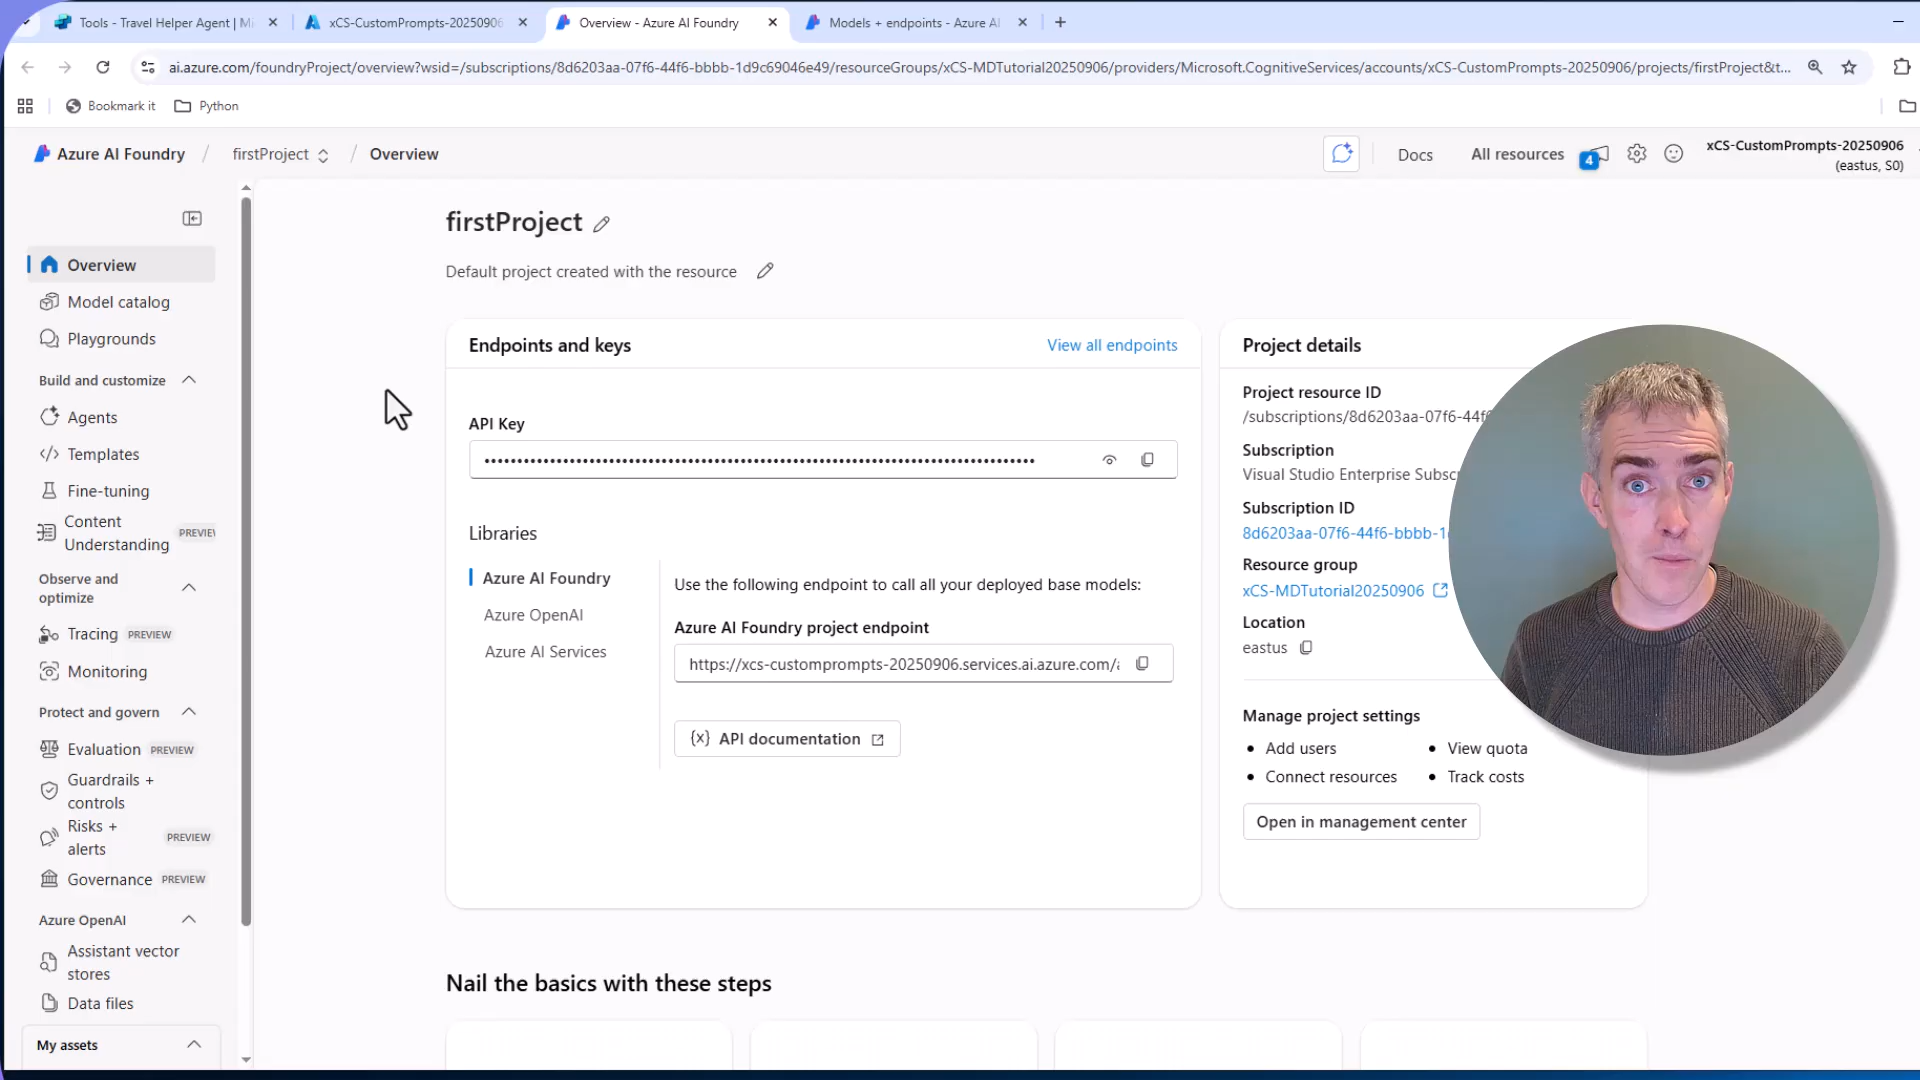 Tools - Travel Helper Agent | Mi
xCS-CustomPrompts-20250906
Overview - Azure AI Foundry
Models + endpoints - Azure AI
ai.azure.com/foundryProject/overview?wsid=/subscriptions/8d6203aa-07f6-44f6-bbbb-1d9c69046e49/resourceGroups/xCS-MDTutorial20250906/providers/Microsoft.CognitiveServices/accounts/xCS-CustomPrompts-20250906/projects/firstProject&t...
Bookmark it
Python
Azure AI Foundry / firstProject / Overview
Docs
All resources
4
xCS-CustomPrompts-20250906
(eastus, S0)
Overview
Model catalog
Playgrounds
Build and customize
Agents
Templates
Fine-tuning
Content
Understanding
PREVIEW
Observe and
optimize
Tracing PREVIEW
Monitoring
Protect and govern
Evaluation PREVIEW
Guardrails +
controls
Risks +
alerts
PREVIEW
Governance PREVIEW
Azure OpenAI
Assistant vector
stores
Data files
My assets
firstProject
Default project created with the resource
Endpoints and keys
View all endpoints
API Key
Libraries
Azure AI Foundry
Azure OpenAI
Azure AI Services
Use the following endpoint to call all your deployed base models:
Azure AI Foundry project endpoint
https://xcs-customprompts-20250906.services.ai.azure.com/a
{x} API documentation
Project details
Project resource ID
/subscriptions/8d6203aa-07f6-44f6
Subscription
Visual Studio Enterprise Subsc
Subscription ID
8d6203aa-07f6-44f6-bbbb-1
Resource group
xCS-MDTutorial20250906
Location
eastus
Manage project settings
• Add users
• View quota
• Connect resources
• Track costs
Open in management center
Nail the basics with these steps